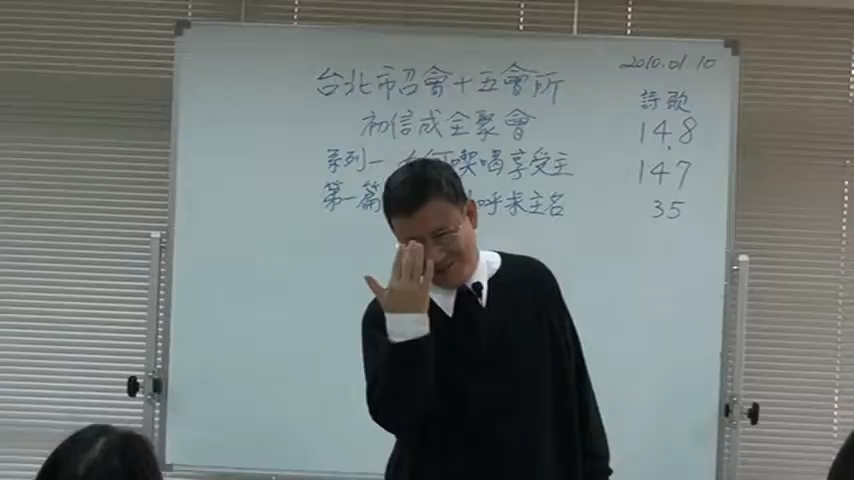 2010.01.10
台北市召會十五會所
詩歌
初信成全聚會
148
系列一 喫喝享受主
147
第一篇 呼求主名
35